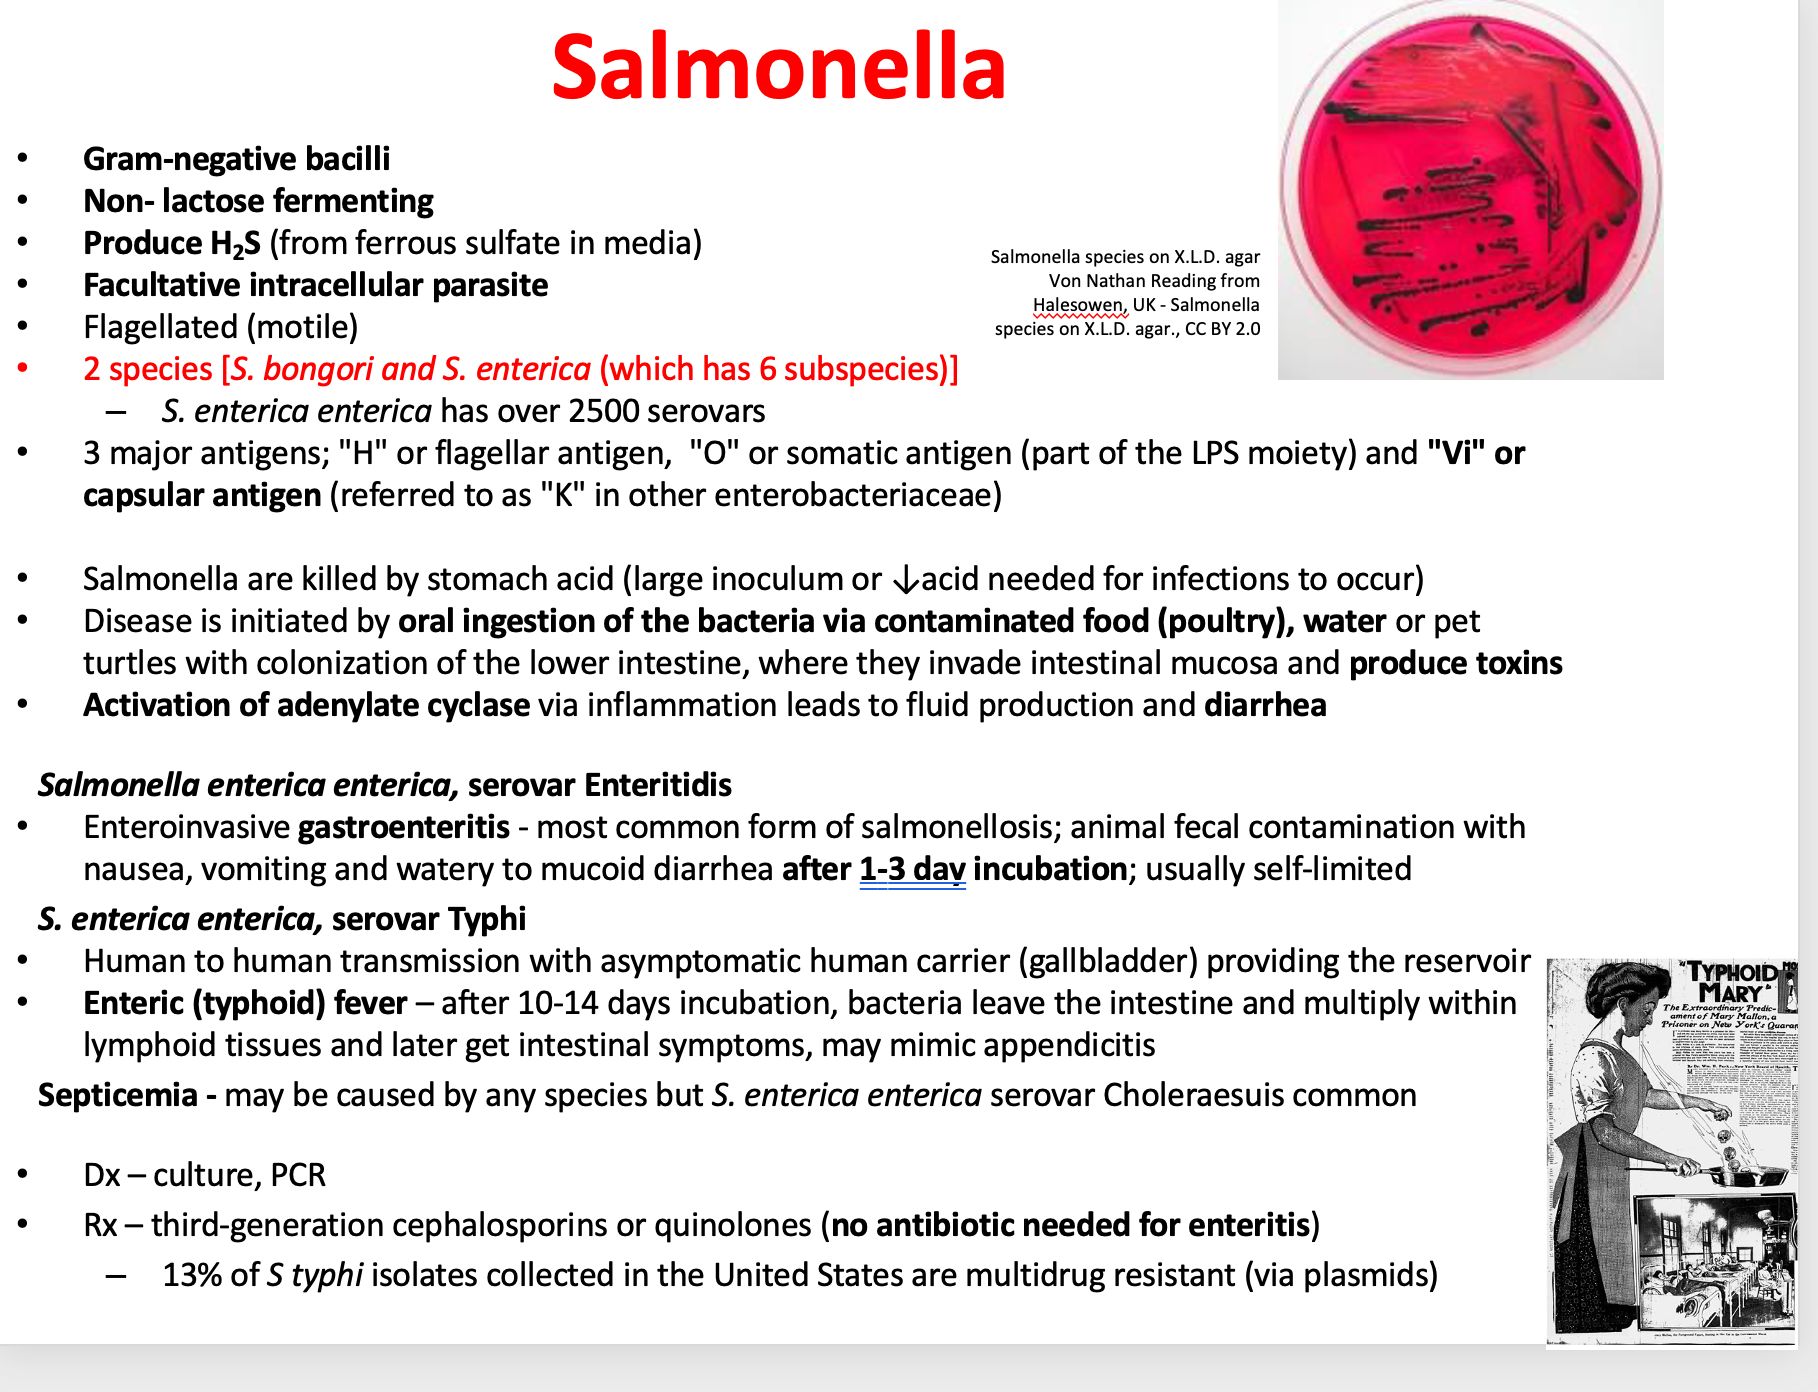 Salmonella
• Gram-negative bacilli
• Non- lactose fermenting
• Produce H₂S (from ferrous sulfate in media)
• Facultative intracellular parasite
• Flagellated (motile)
• 2 species [S. bongori and S. enterica (which has 6 subspecies)]
– S. enterica enterica has over 2500 serovars
• 3 major antigens; "H" or flagellar antigen, "O" or somatic antigen (part of the LPS moiety) and "Vi" or
capsular antigen (referred to as "K" in other enterobacteriaceae)
Salmonella species on X.L.D. agar
Von Nathan Reading from
Halesowen, UK - Salmonella
species on X.L.D. agar., CC BY 2.0
• Salmonella are killed by stomach acid (large inoculum or ↓acid needed for infections to occur)
• Disease is initiated by oral ingestion of the bacteria via contaminated food (poultry), water or pet
turtles with colonization of the lower intestine, where they invade intestinal mucosa and produce toxins
• Activation of adenylate cyclase via inflammation leads to fluid production and diarrhea
Salmonella enterica enterica, serovar Enteritidis
• Enteroinvasive gastroenteritis - most common form of salmonellosis; animal fecal contamination with
nausea, vomiting and watery to mucoid diarrhea after 1-3 day incubation; usually self-limited
S. enterica enterica, serovar Typhi
• Human to human transmission with asymptomatic human carrier (gallbladder) providing the reservoir
• Enteric (typhoid) fever – after 10-14 days incubation, bacteria leave the intestine and multiply within
lymphoid tissues and later get intestinal symptoms, may mimic appendicitis
Septicemia - may be caused by any species but S. enterica enterica serovar Choleraesuis common
• Dx – culture, PCR
• Rx – third-generation cephalosporins or quinolones (no antibiotic needed for enteritis)
– 13% of S typhi isolates collected in the United States are multidrug resistant (via plasmids)
"TYPHOID
MARY"
The Extraordinary Predic-
ament of Mary Mallon, a
Prisoner on New York's Quaran